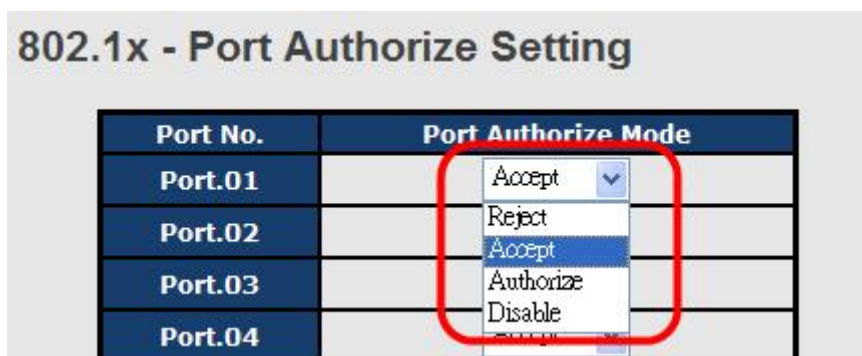 802.1x - Port Authorize Setting
Port No. Port Authorize Mode
Port.01 Accept
Reject
Port.02
Accept
Port.03 Authorize
Disable
Port.04